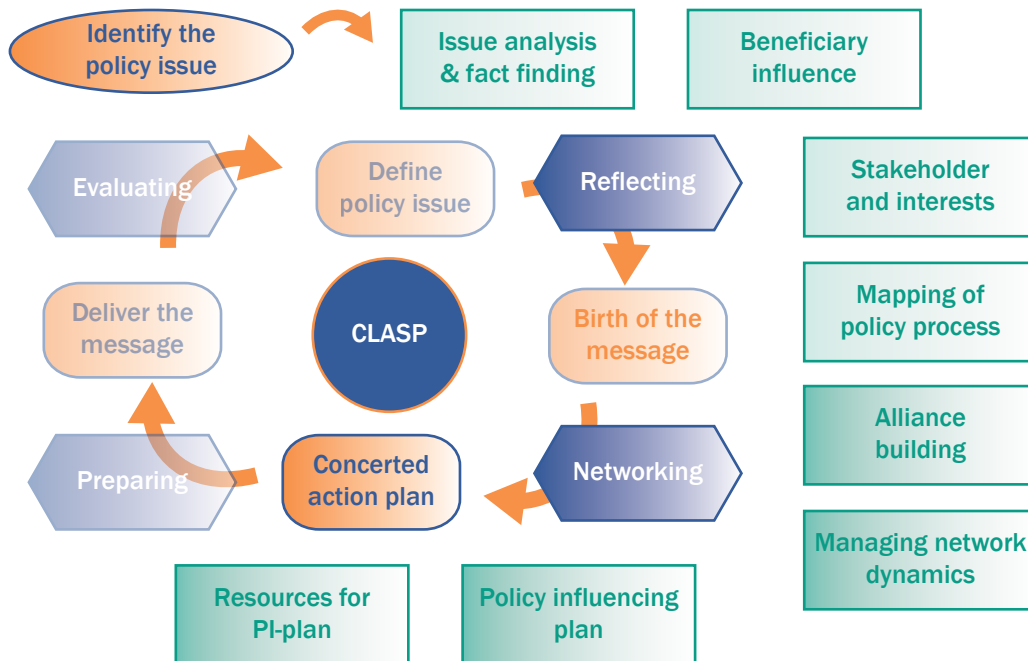 Identify the
policy issue
Issue analysis
& fact finding
Beneficiary
influence
Evaluating
Define
policy issue
Reflecting
Stakeholder
and interests
Deliver the
message
CLASP
Birth of the
message
Mapping of
policy process
Alliance
building
Preparing
Concerted
action plan
Networking
Managing network
dynamics
Resources for
PI-plan
Policy influencing
plan